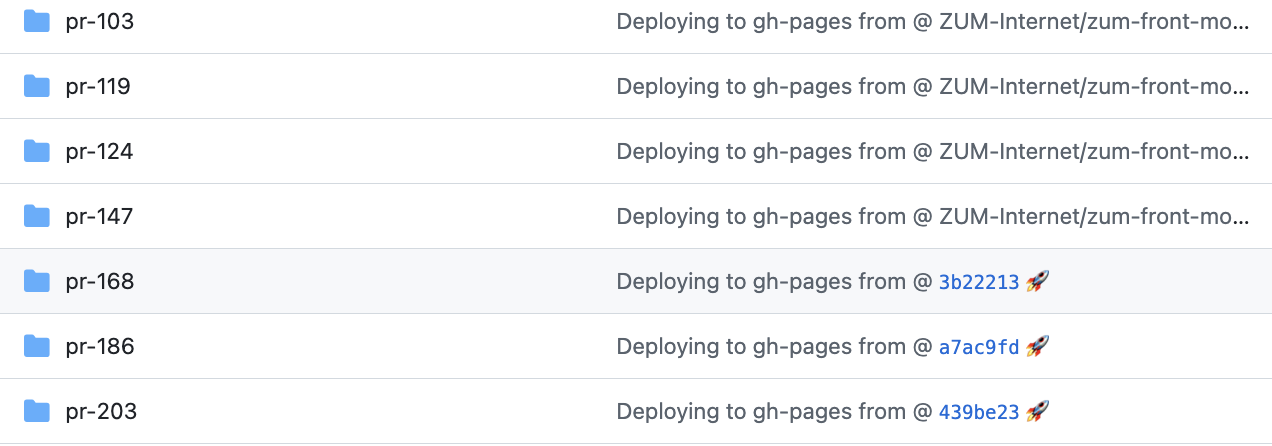 pr-103 Deploying to gh-pages from @ ZUM-Internet/zum-front-mo...
pr-119 Deploying to gh-pages from @ ZUM-Internet/zum-front-mo...
pr-124 Deploying to gh-pages from @ ZUM-Internet/zum-front-mo...
pr-147 Deploying to gh-pages from @ ZUM-Internet/zum-front-mo...
pr-168 Deploying to gh-pages from @ 3b22213 🚀
pr-186 Deploying to gh-pages from @ a7ac9fd 🚀
pr-203 Deploying to gh-pages from @ 439be23 🚀